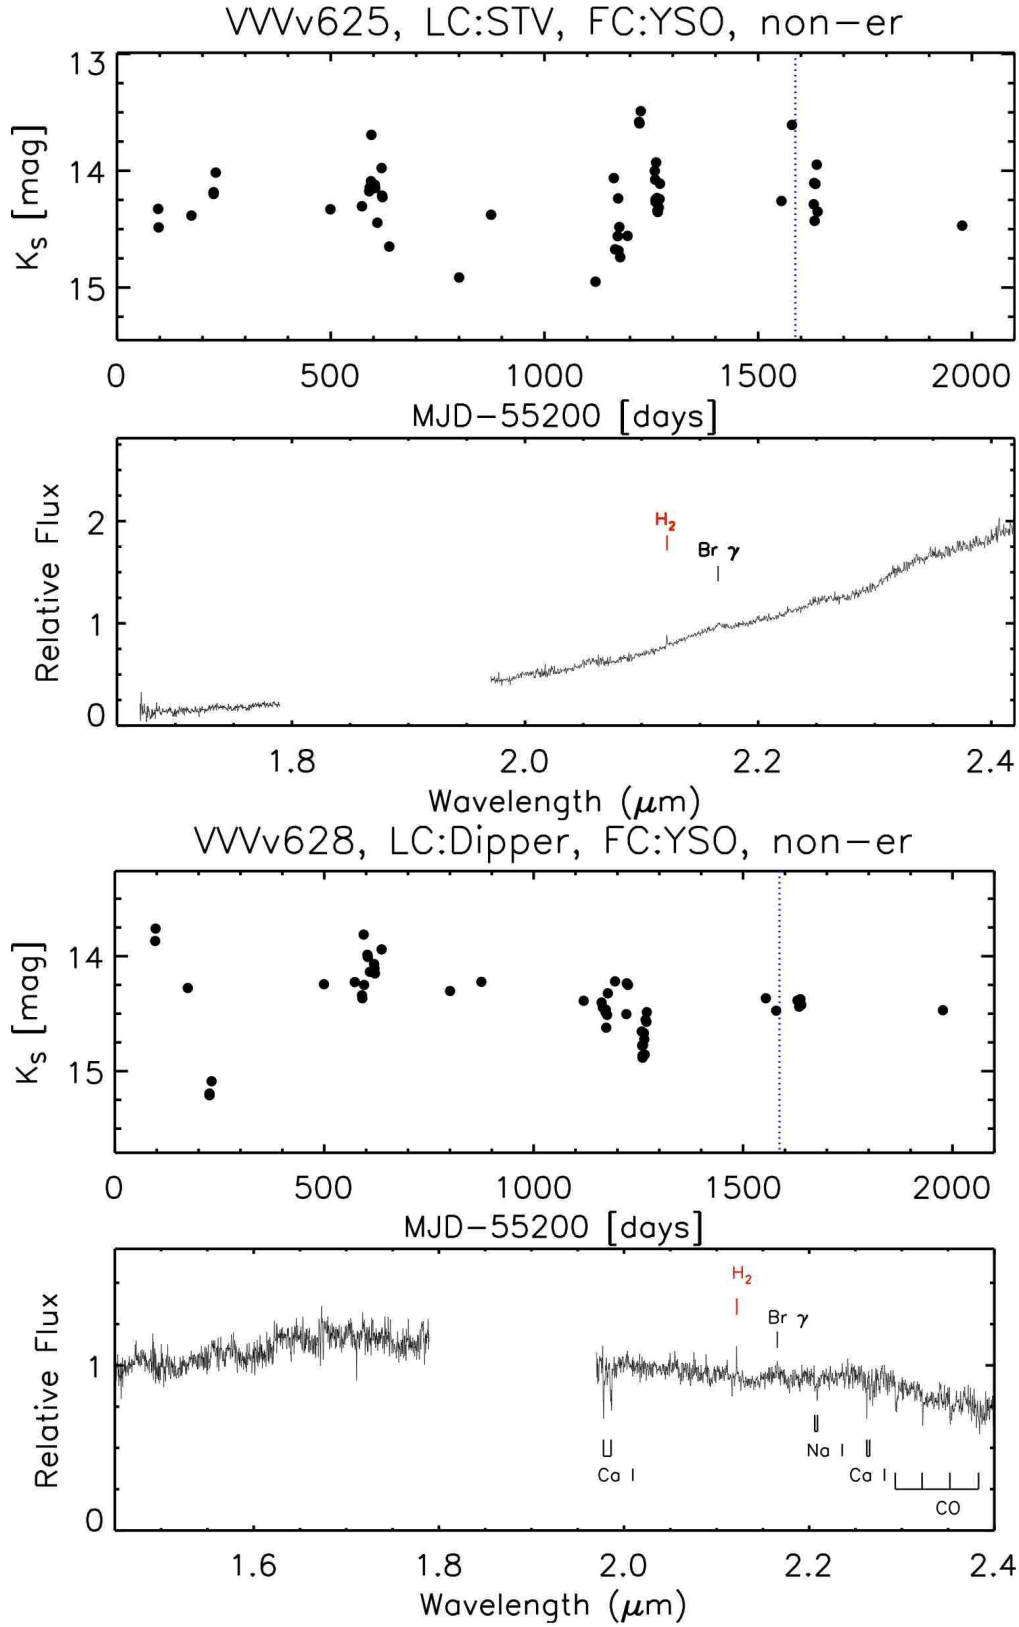 VVVv625, LC:STV, FC:YSO, non-er
13
14
15
Ks [mag]
0 500 1000 1500 2000
MJD-55200 [days]
2
1
0
Relative Flux
H2
Br γ
1.8 2.0 2.2 2.4
Wavelength (μm)
VVVv628, LC:Dipper, FC:YSO, non-er
14
15
Ks [mag]
0 500 1000 1500 2000
MJD-55200 [days]
1
0
Relative Flux
H2
Br γ
Ca I
Na I
Ca I
CO
1.6 1.8 2.0 2.2 2.4
Wavelength (μm)